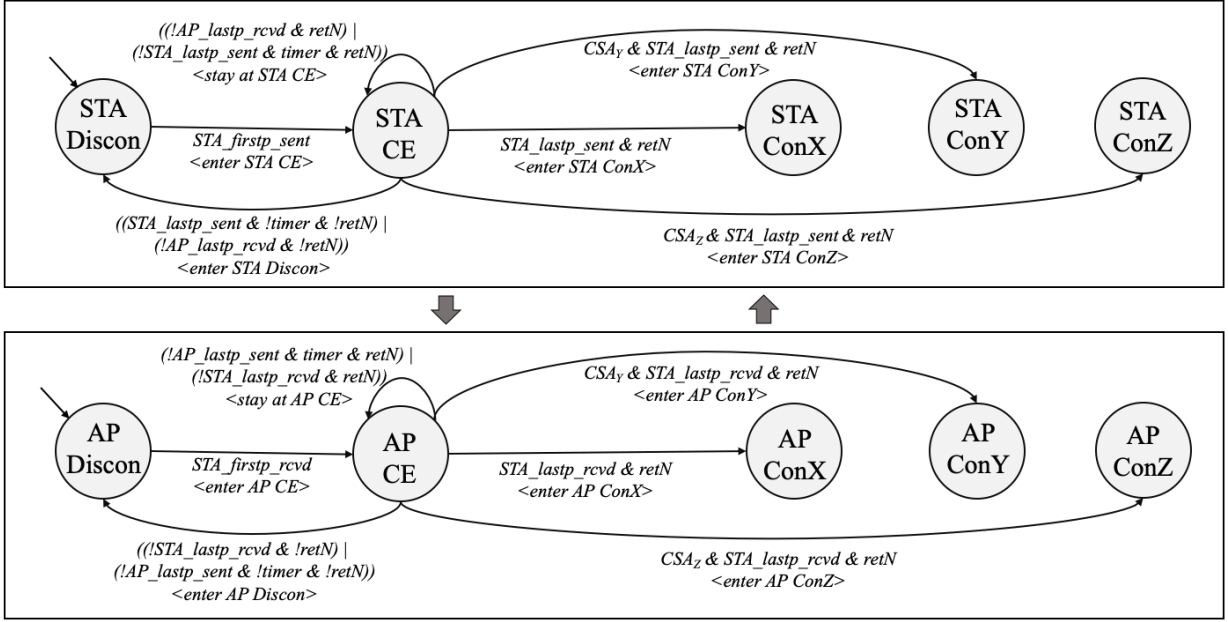 ((!AP_lastp_rcvd & retN) |
(!STA_lastp_sent & timer & retN))
<stay at STA CE>
CSAY & STA_lastp_sent & retN
<enter STA ConY>
STA
Discon
STA
CE
STA
ConX
STA
ConY
STA
ConZ
STA_firstp_sent
<enter STA CE>
STA_lastp_sent & retN
<enter STA ConX>
((STA_lastp_sent & !timer & !retN) |
(!AP_lastp_rcvd & !retN))
<enter STA Discon>
CSAZ & STA_lastp_sent & retN
<enter STA ConZ>
(!AP_lastp_sent & timer & retN) |
(!STA_lastp_rcvd & retN))
<stay at AP CE>
CSAY & STA_lastp_rcvd & retN
<enter AP ConY>
AP
Discon
AP
CE
AP
ConX
AP
ConY
AP
ConZ
STA_firstp_rcvd
<enter AP CE>
STA_lastp_rcvd & retN
<enter AP ConX>
((!STA_lastp_rcvd & !retN) |
(!AP_lastp_sent & !timer & !retN))
<enter AP Discon>
CSAZ & STA_lastp_rcvd & retN
<enter AP ConZ>